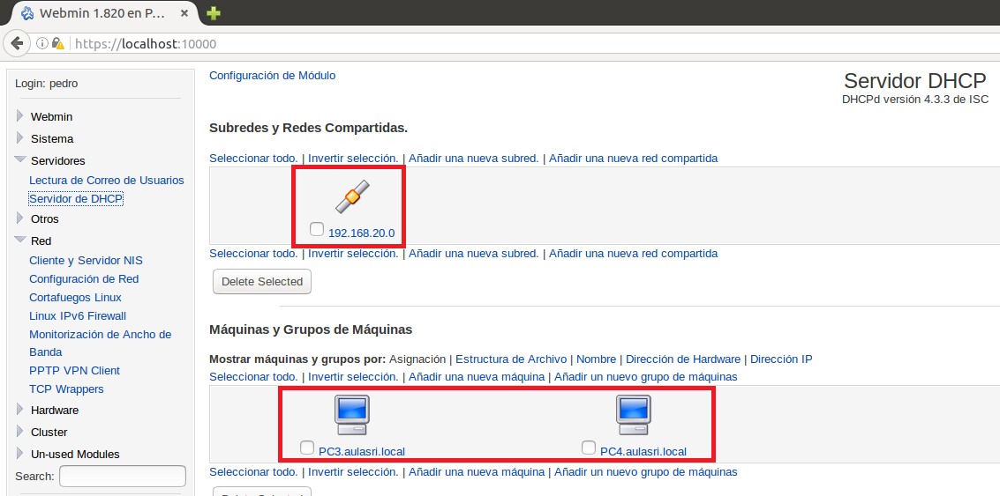 Webmin 1.820 en P...
https://localhost:10000
Login: pedro
Webmin
Sistema
Servidores
Lectura de Correo de Usuarios
Servidor de DHCP
Otros
Red
Cliente y Servidor NIS
Configuración de Red
Cortafuegos Linux
Linux IPv6 Firewall
Monitorización de Ancho de
Banda
PPTP VPN Client
TCP Wrappers
Hardware
Cluster
Un-used Modules
Search:
Configuración de Módulo
Servidor DHCP
DHCPd versión 4.3.3 de ISC
Subredes y Redes Compartidas.
Seleccionar todo. | Invertir selección. | Añadir una nueva subred. | Añadir una nueva red compartida
192.168.20.0
Seleccionar todo. | Invertir selección. | Añadir una nueva subred. | Añadir una nueva red compartida
Delete Selected
Máquinas y Grupos de Máquinas
Mostrar máquinas y grupos por: Asignación | Estructura de Archivo | Nombre | Dirección de Hardware | Dirección IP
Seleccionar todo. | Invertir selección. | Añadir una nueva máquina | Añadir un nuevo grupo de máquinas
PC3.aulasri.local
PC4.aulasri.local
Seleccionar todo. | Invertir selección. | Añadir una nueva máquina | Añadir un nuevo grupo de máquinas